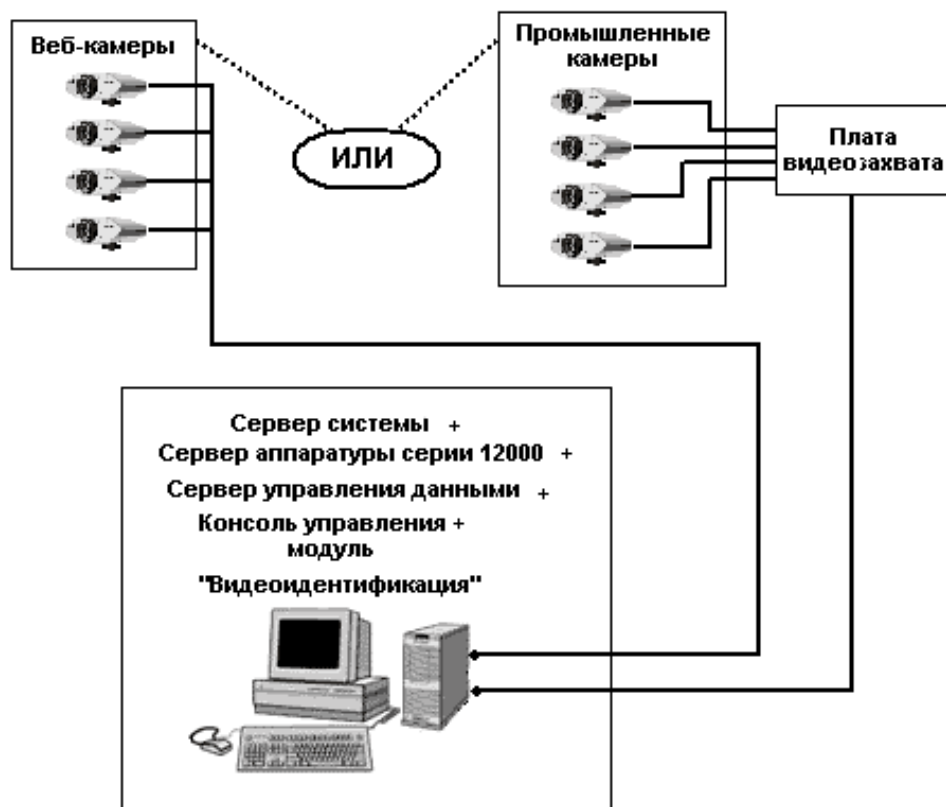 Веб-камеры
Промышленные
камеры
ИЛИ
Плата
видеозахвата
Сервер системы +
Сервер аппаратуры серии 12000 +
Сервер управления данными +
Консоль управления +
модуль
"Видеоидентификация"